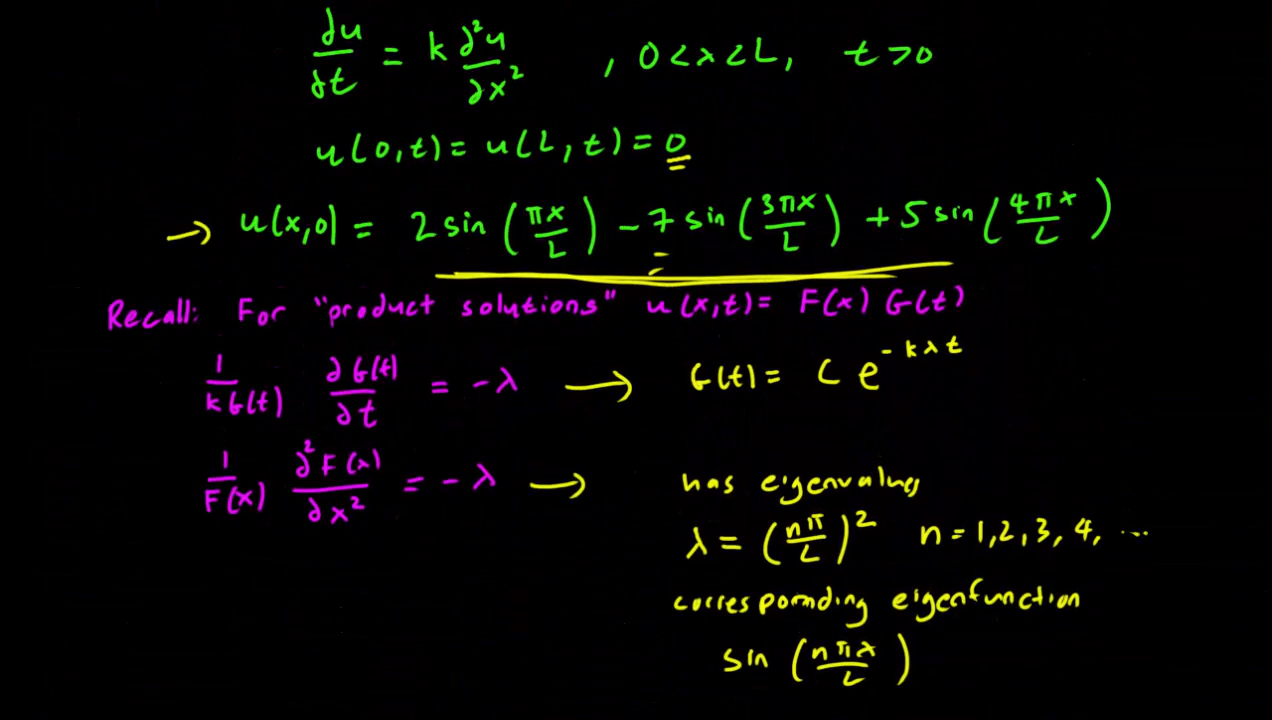 ∂u/∂t = k ∂²u/∂x² , 0<x<L, t>0
u(0,t) = u(L,t) = 0
→ u(x,0) = 2 sin (πx/L) - 7 sin (3πx/L) + 5 sin (4πx/L)
Recall: For "product solutions" u(x,t) = F(x) G(t)
1/kG(t) ∂G(t)/∂t = -λ → G(t) = C e^{-kλt}
1/F(x) ∂²F(x)/∂x² = -λ → has eigenvalues
λ = (nπ/L)² n = 1,2,3,4, ...
corresponding eigenfunction
sin (nπx/L)